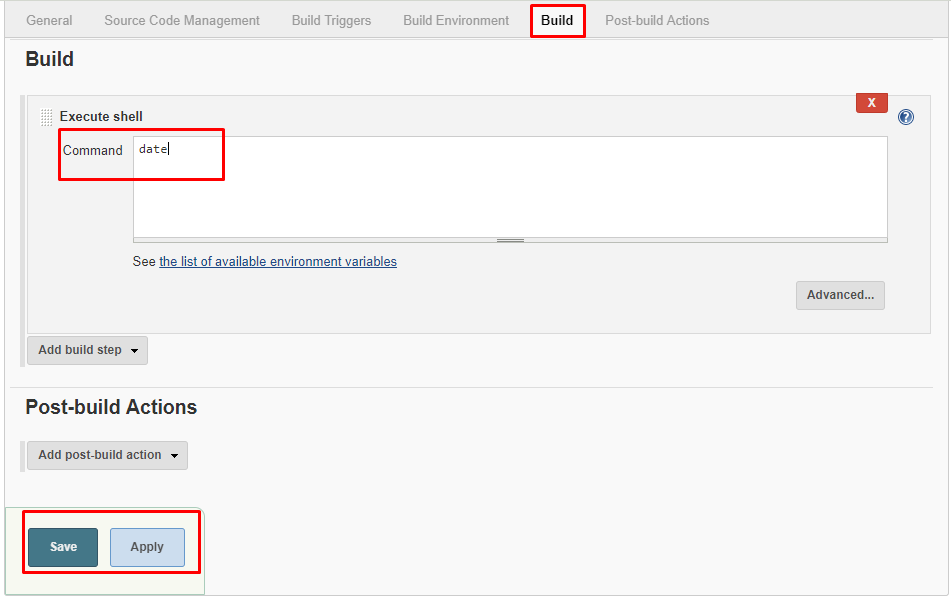 General Source Code Management Build Triggers Build Environment Build Post-build Actions
Build
X
Execute shell
?
Command date
See the list of available environment variables
Advanced...
Add build step
Post-build Actions
Add post-build action
Save Apply